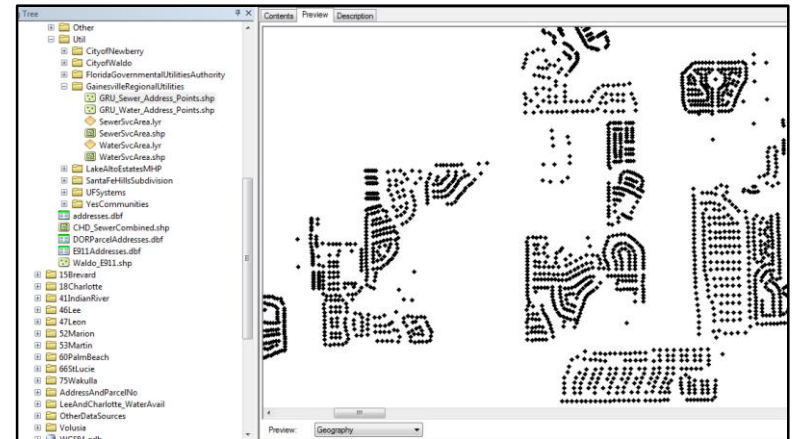 Tree
Other
Util
CityofNewberry
CityofWaldo
FloridaGovernmentalUtilitiesAuthority
GainesvilleRegionalUtilities
GRU_Sewer_Address_Points.shp
GRU_Water_Address_Points.shp
SewerSvcArea.lyr
SewerSvcArea.shp
WaterSvcArea.lyr
WaterSvcArea.shp
LakeAltoEstatesMHP
SantaFeHillsSubdivision
UFSystems
YesCommunities
addresses.dbf
CHD_SewerCombined.shp
DORParcelAddresses.dbf
E911Addresses.dbf
Waldo_E911.shp
15Brevard
18Charlotte
41IndianRiver
46Lee
47Leon
52Marion
53Martin
60PalmBeach
66StLucie
75Wakulla
AddressAndParcelNo
LeeAndCharlotte_WaterAvail
OtherDataSources
Volusia
Contents Preview Description
Preview: Geography